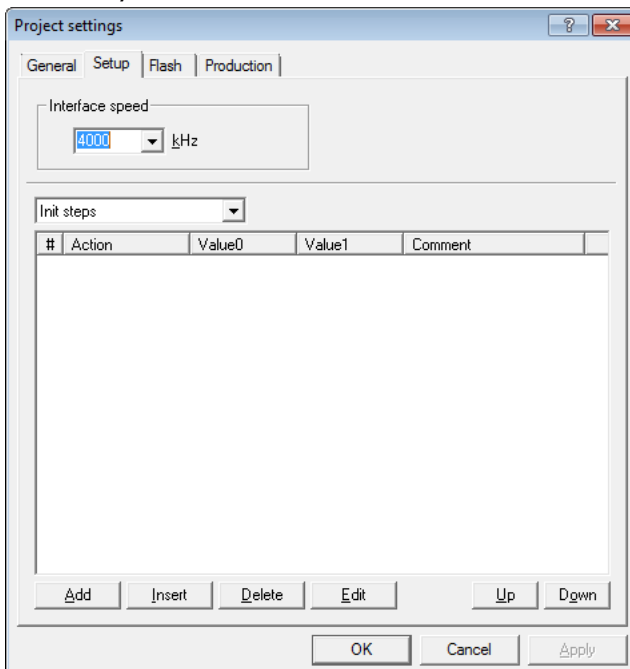 Project settings
General Setup Flash Production
Interface speed
4000 kHz
Init steps
# Action Value0 Value1 Comment
Add Insert Delete Edit Up Down
OK Cancel Apply